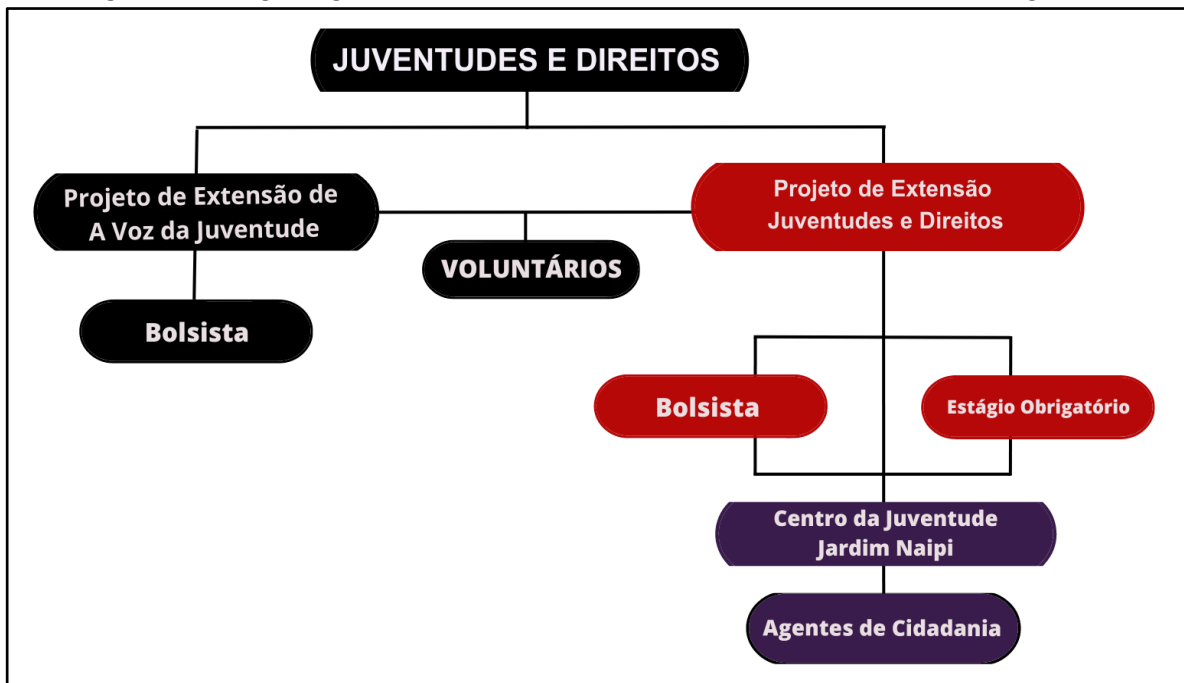 JUVENTUDES E DIREITOS
Projeto de Extensão de
A Voz da Juventude
Projeto de Extensão
Juventudes e Direitos
VOLUNTÁRIOS
Bolsista
Bolsista
Estágio Obrigatório
Centro da Juventude
Jardim Naipi
Agentes de Cidadania